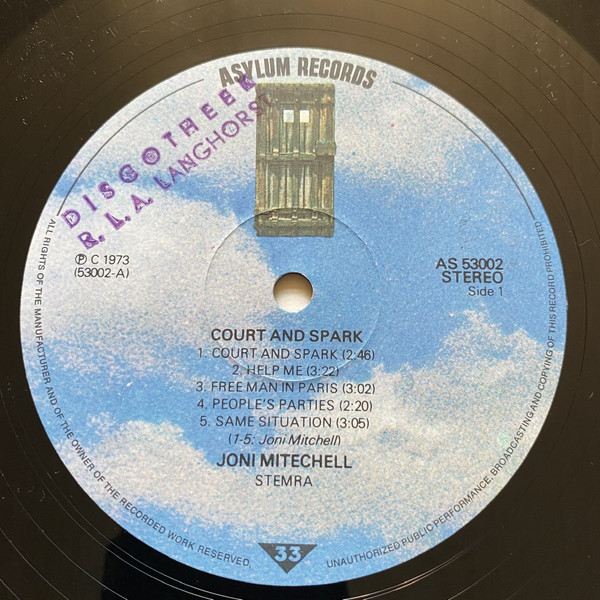 ASYLUM RECORDS
DISCOTHEEK
R.L.A. LANGHORST
℗ C 1973
(53002-A)
AS 53002
STEREO
Side 1
COURT AND SPARK
1. COURT AND SPARK (2:46)
2. HELP ME (3:22)
3. FREE MAN IN PARIS (3:02)
4. PEOPLE'S PARTIES (2:20)
5. SAME SITUATION (3:05)
(1-5: Joni Mitchell)
JONI MITECHELL
STEMRA
33
ALL RIGHTS OF THE MANUFACTURER AND OF THE OWNER OF THE RECORDED WORK RESERVED.
UNAUTHORIZED PUBLIC PERFORMANCE, BROADCASTING AND COPYING OF THIS RECORD PROHIBITED